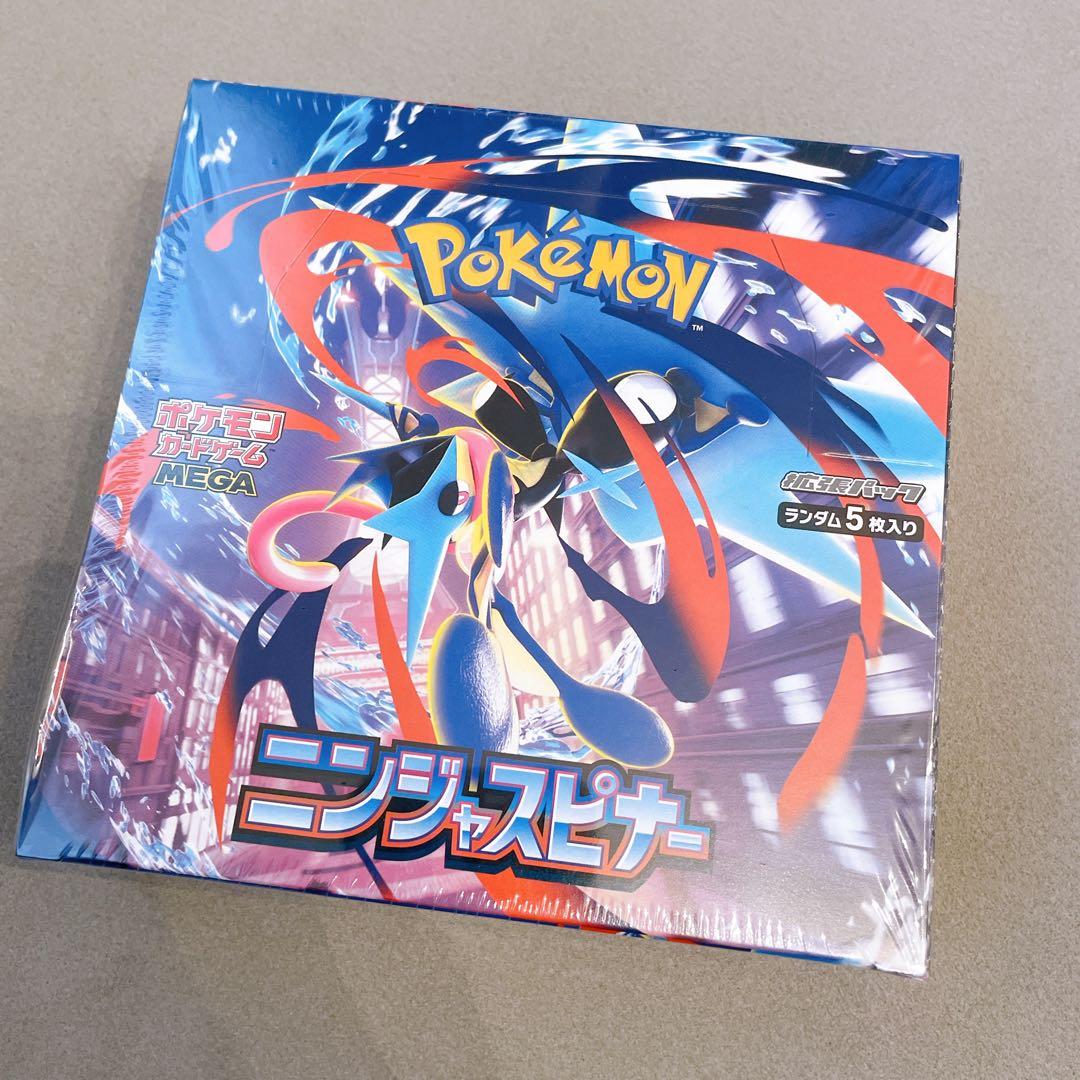 POKéMON
TM
ポケモン
カードゲーム
MEGA
拡張パック
ランダム5枚入り
ニンジャスピナー